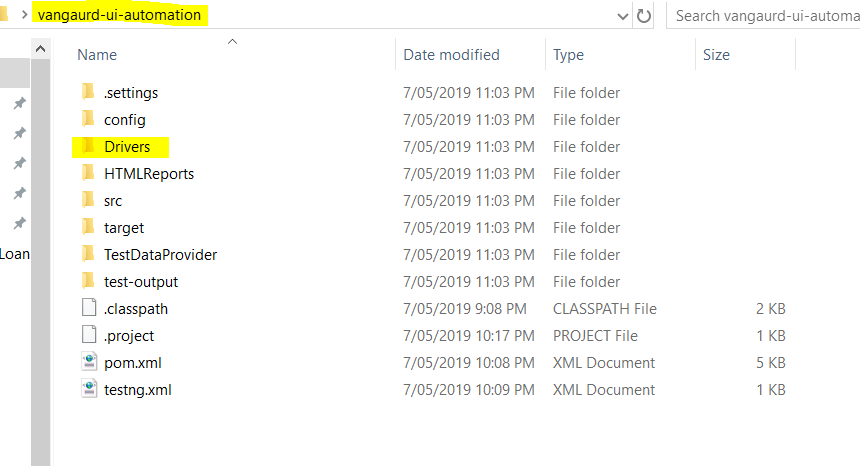 vangaurd-ui-automation Search vangaurd-ui-automa
Name Date modified Type Size
.settings 7/05/2019 11:03 PM File folder
config 7/05/2019 11:03 PM File folder
Drivers 7/05/2019 11:03 PM File folder
HTMLReports 7/05/2019 11:03 PM File folder
src 7/05/2019 11:03 PM File folder
target 7/05/2019 11:03 PM File folder
Loan TestDataProvider 7/05/2019 11:03 PM File folder
test-output 7/05/2019 11:03 PM File folder
.classpath 7/05/2019 9:08 PM CLASSPATH File 2 KB
.project 7/05/2019 10:17 PM PROJECT File 1 KB
pom.xml 7/05/2019 10:08 PM XML Document 5 KB
testng.xml 7/05/2019 10:09 PM XML Document 1 KB